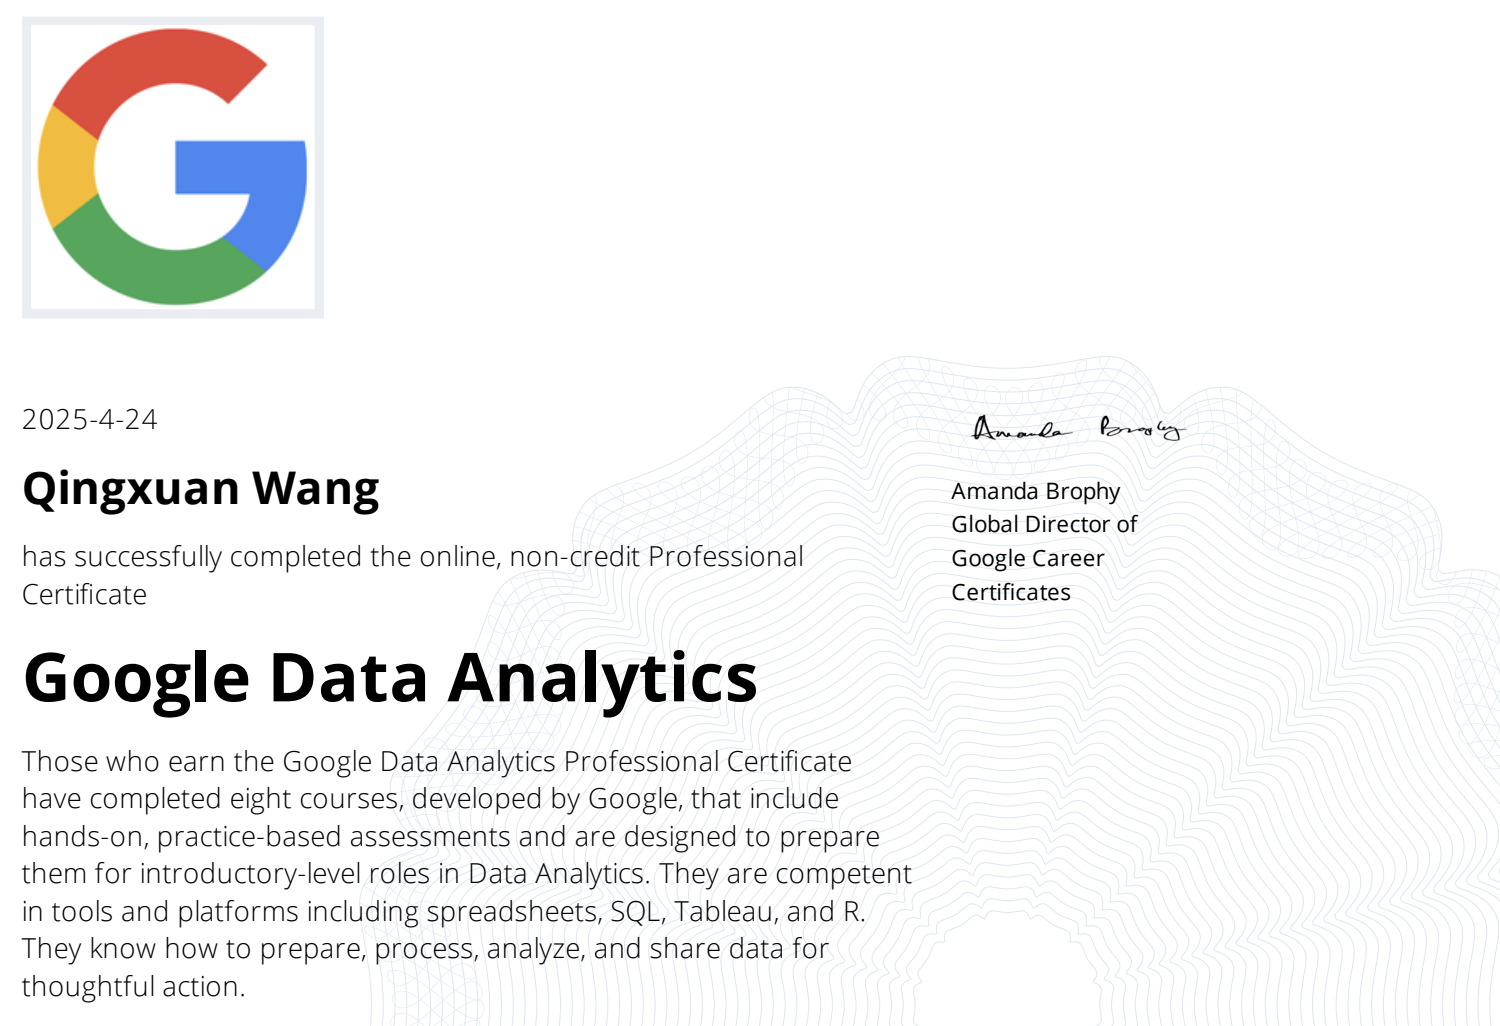 2025-4-24
Qingxuan Wang
has successfully completed the online, non-credit Professional
Certificate
Google Data Analytics
Those who earn the Google Data Analytics Professional Certificate
have completed eight courses, developed by Google, that include
hands-on, practice-based assessments and are designed to prepare
them for introductory-level roles in Data Analytics. They are competent
in tools and platforms including spreadsheets, SQL, Tableau, and R.
They know how to prepare, process, analyze, and share data for
thoughtful action.
Amanda Brophy
Amanda Brophy
Global Director of
Google Career
Certificates